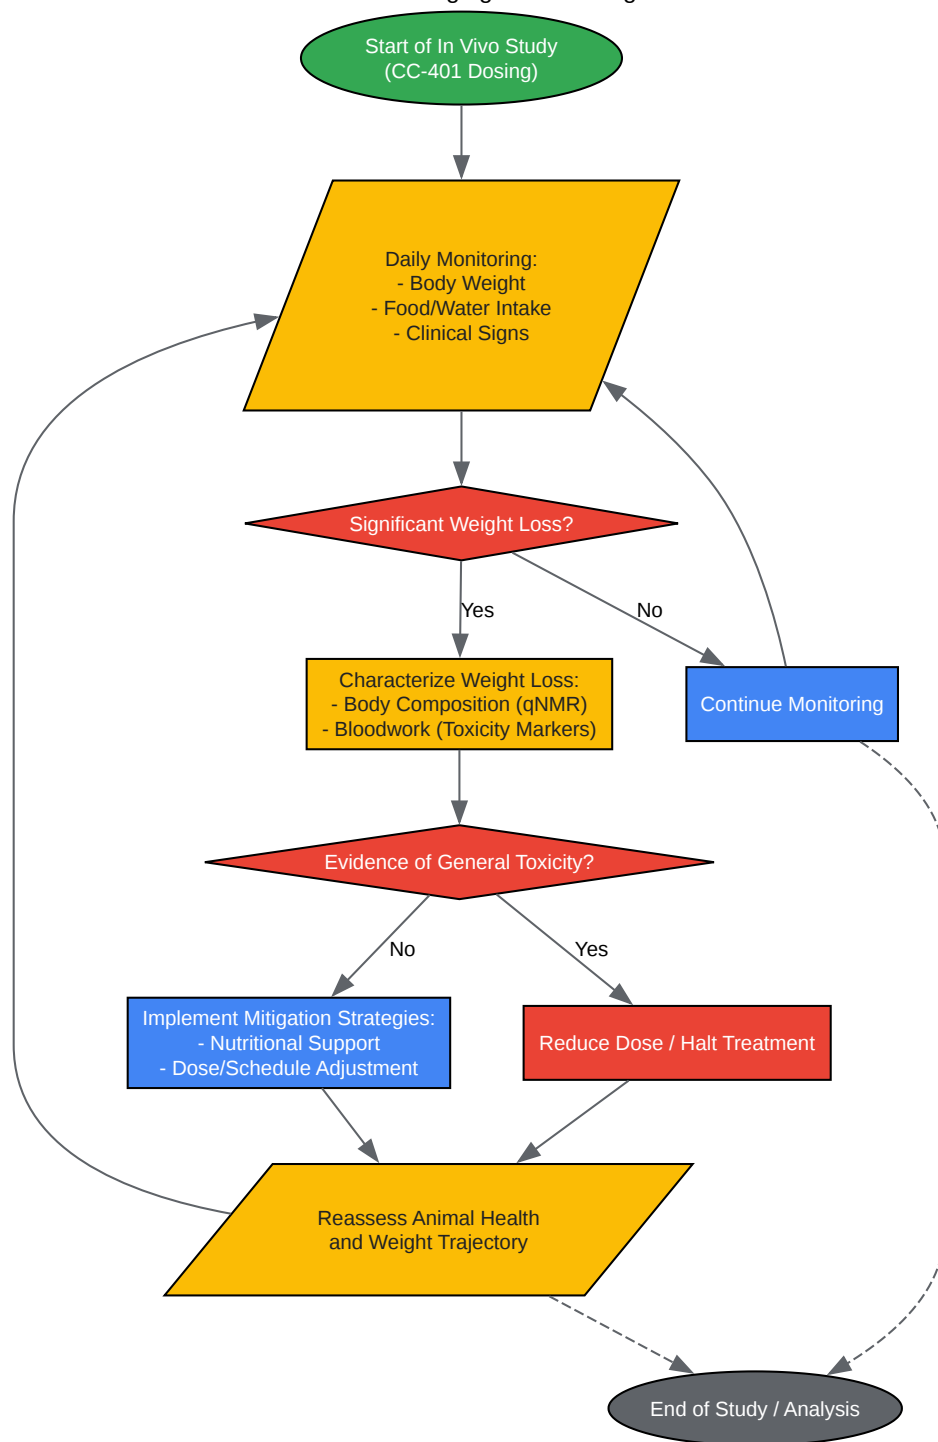 Start of In Vivo Study
(CC-401 Dosing)
Daily Monitoring:
- Body Weight
- Food/Water Intake
- Clinical Signs
Significant Weight Loss?
Yes
No
Characterize Weight Loss:
- Body Composition (qNMR)
- Bloodwork (Toxicity Markers)
Continue Monitoring
Evidence of General Toxicity?
No
Yes
Implement Mitigation Strategies:
- Nutritional Support
- Dose/Schedule Adjustment
Reduce Dose / Halt Treatment
Reassess Animal Health
and Weight Trajectory
End of Study / Analysis